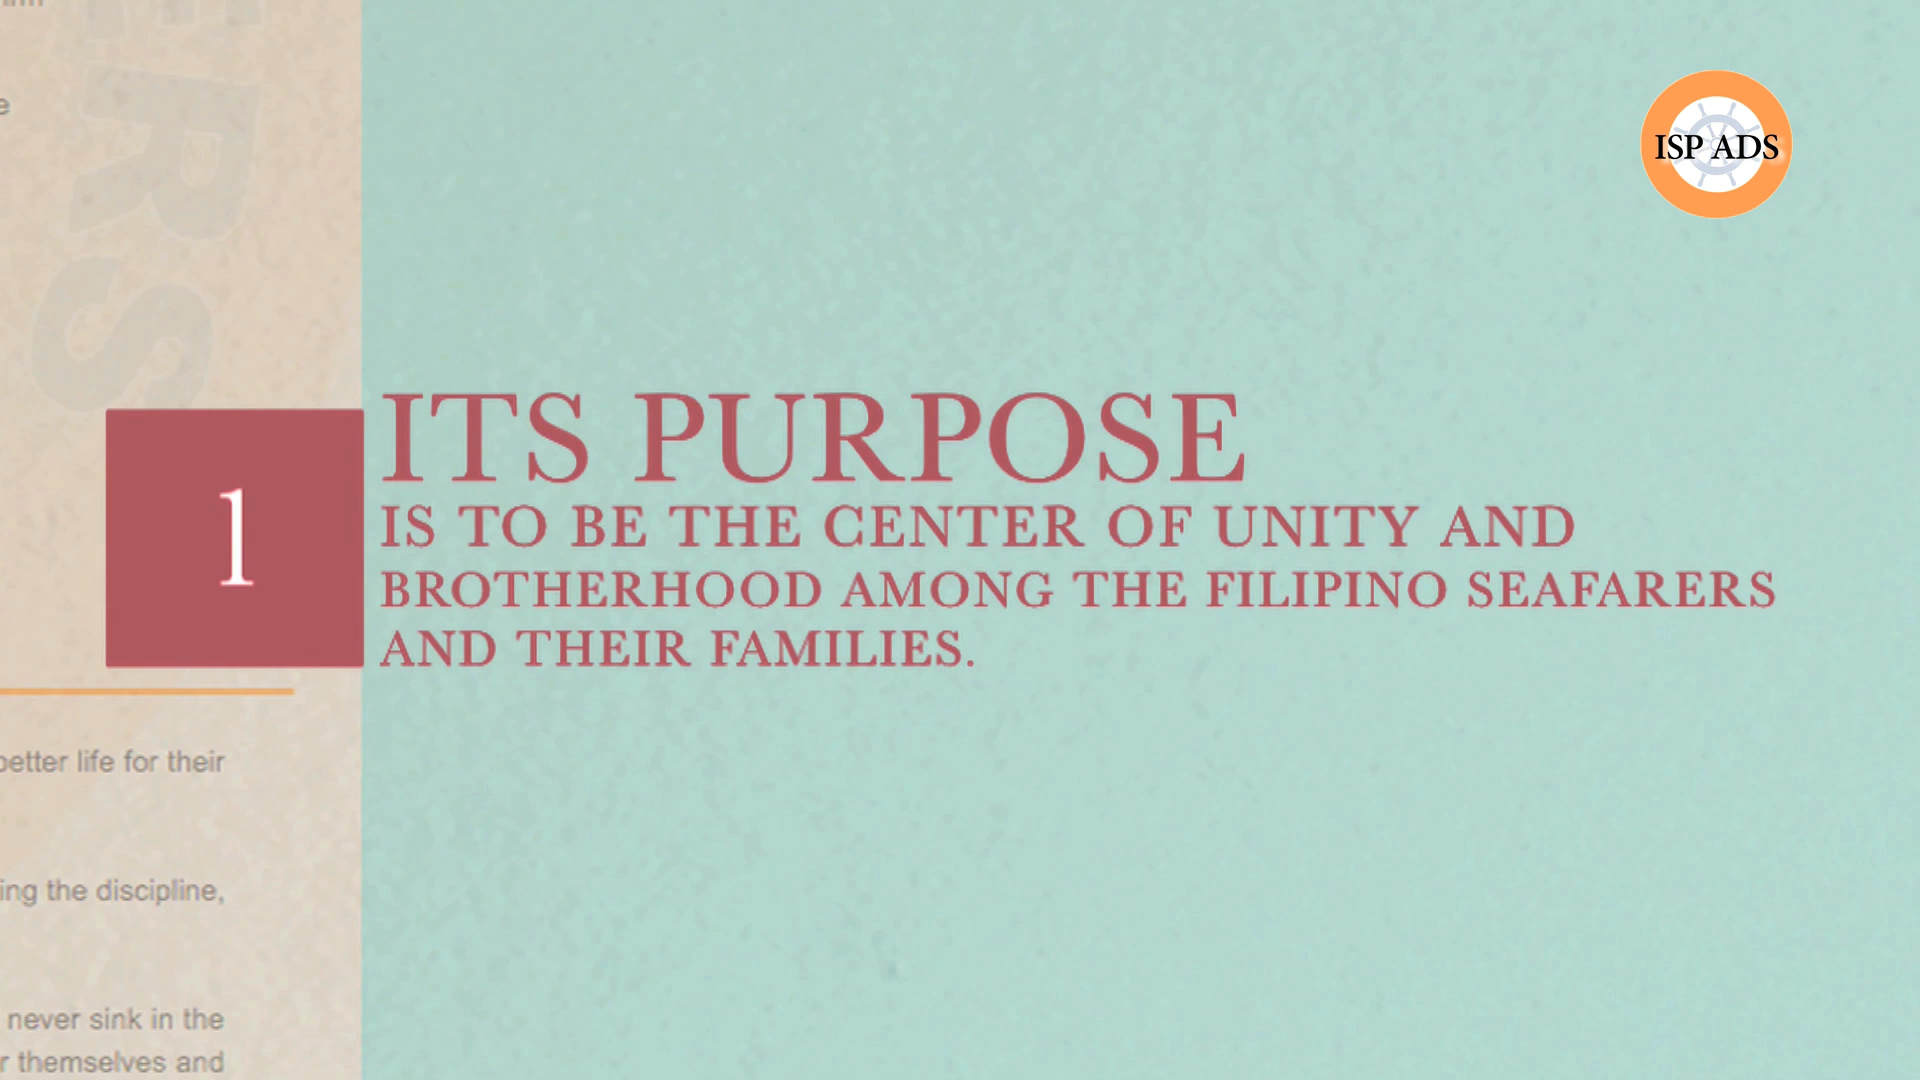 ISP ADS
1
ITS PURPOSE
IS TO BE THE CENTER OF UNITY AND
BROTHERHOOD AMONG THE FILIPINO SEAFARERS
AND THEIR FAMILIES.
ERS
better life for their
the discipline,
never sink in the
themselves and